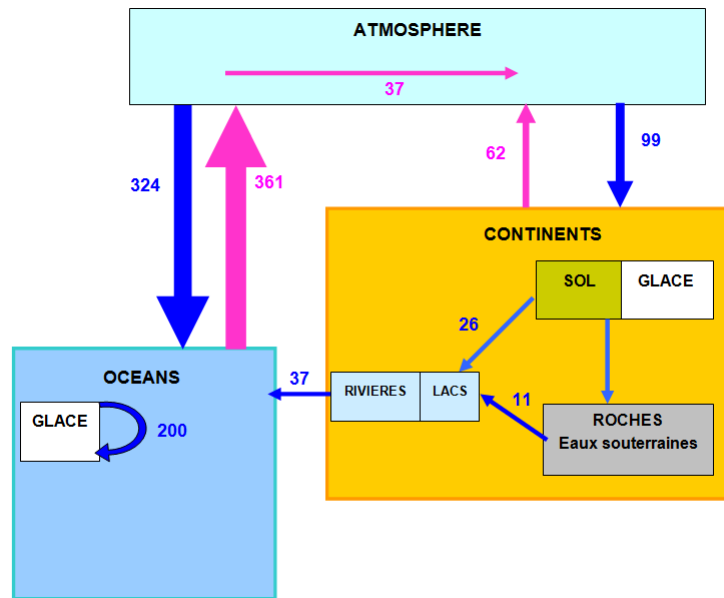 ATMOSPHERE
37
324
361
62
99
CONTINENTS
SOL
GLACE
26
OCEANS
37
RIVIERES
LACS
11
ROCHES
Eaux souterraines
GLACE
200